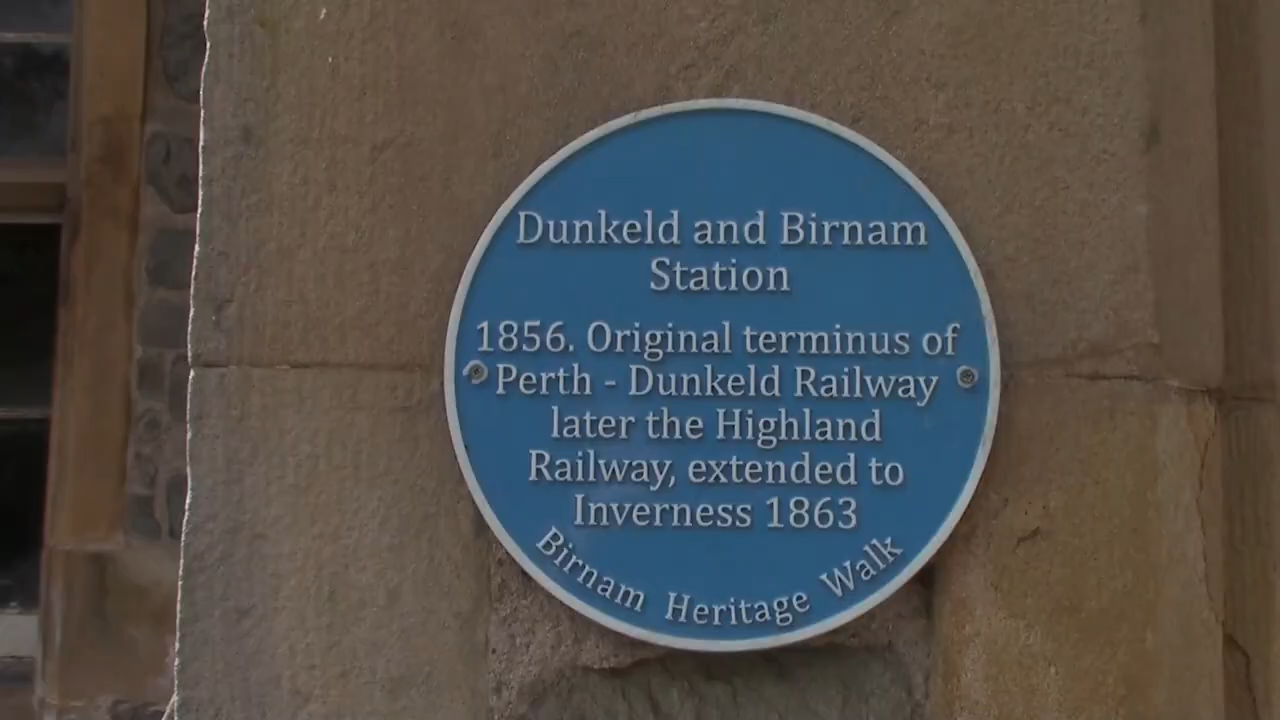 Dunkeld and Birnam
Station
1856. Original terminus of
Perth - Dunkeld Railway
later the Highland
Railway, extended to
Inverness 1863
Birnam Heritage Walk